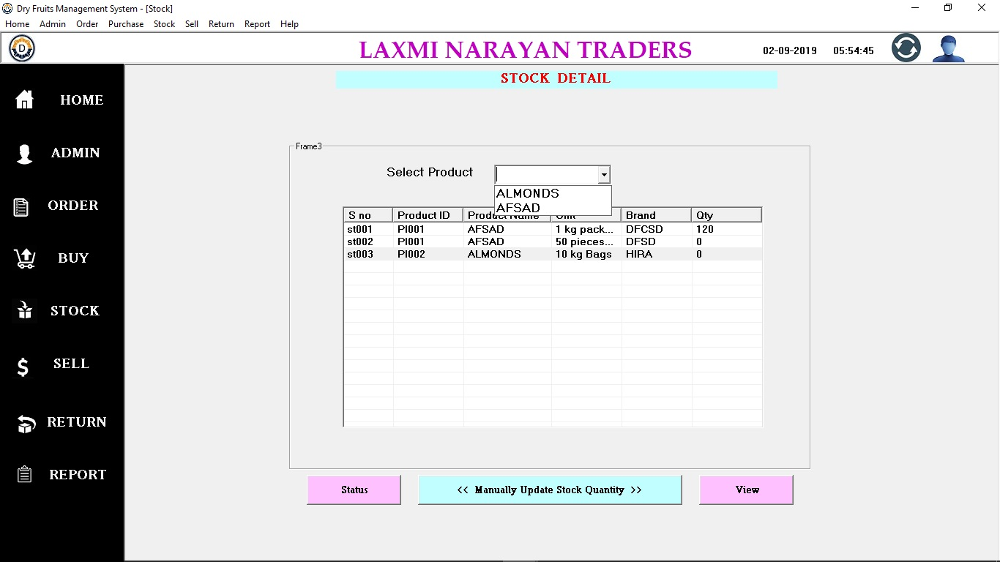 Dry Fruits Management System - [Stock]
Home Admin Order Purchase Stock Sell Return Report Help
D
LAXMI NARAYAN TRADERS
02-09-2019 05:54:45
STOCK DETAIL
HOME
ADMIN
ORDER
BUY
STOCK
SELL
RETURN
REPORT
Frame3
Select Product
ALMONDS
AFSAD
S no Product ID Product Name Unit Brand Qty
st001 PI001 AFSAD 1 kg pack... DFCSD 120
st002 PI001 AFSAD 50 pieces... DFSD 0
st003 PI002 ALMONDS 10 kg Bags HIRA 0
Status << Manually Update Stock Quantity >> View